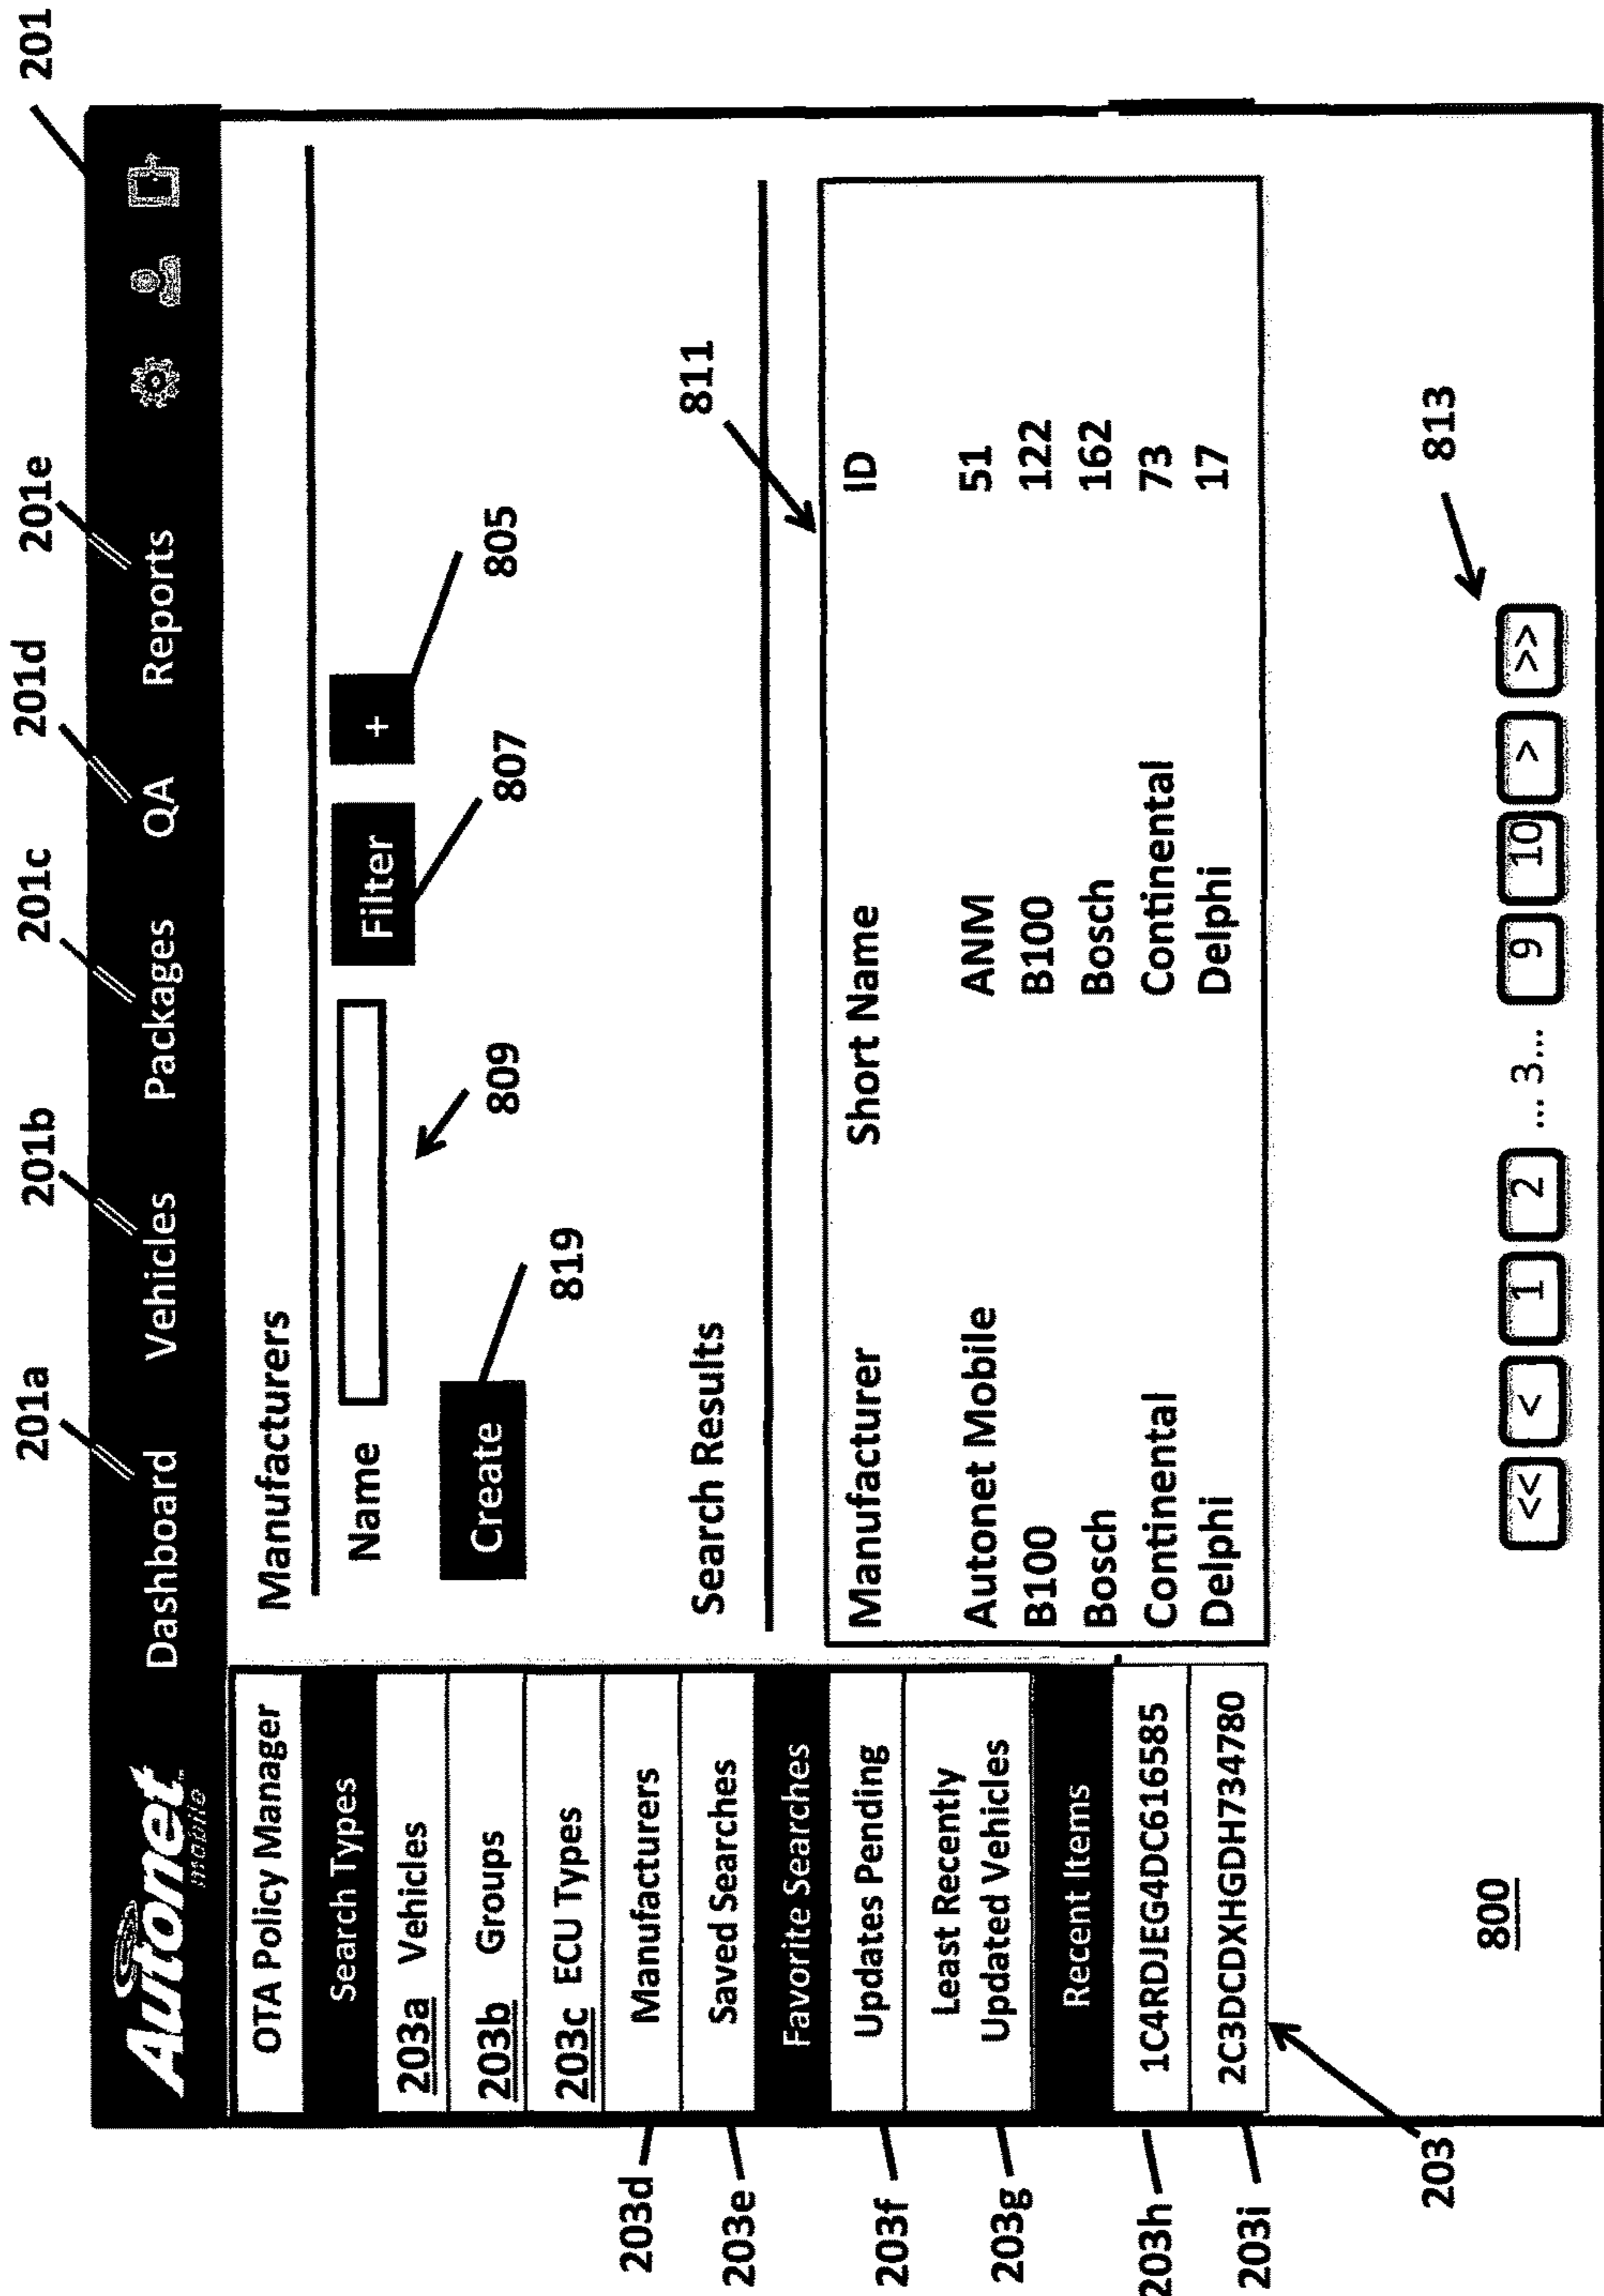 201
201a 201b 201c 201d 201e
Autonet
mobile
Dashboard Vehicles Packages QA Reports
OTA Policy Manager
Search Types
203a Vehicles
203b Groups
203c ECU Types
Manufacturers
Saved Searches
Favorite Searches
Updates Pending
Least Recently
Updated Vehicles
Recent Items
1C4RDJEG4DC616585
2C3DCDXHGDH734780
203d
203e
203f
203g
203h
203i
203
Manufacturers
Name Filter +
Create
819
809
807
805
Search Results
811
Manufacturer Short Name ID
Autonet Mobile ANM 51
B100 B100 122
Bosch Bosch 162
Continental Continental 73
Delphi Delphi 17
<< < 1 2 ... 3... 9 10 > >>
813
800